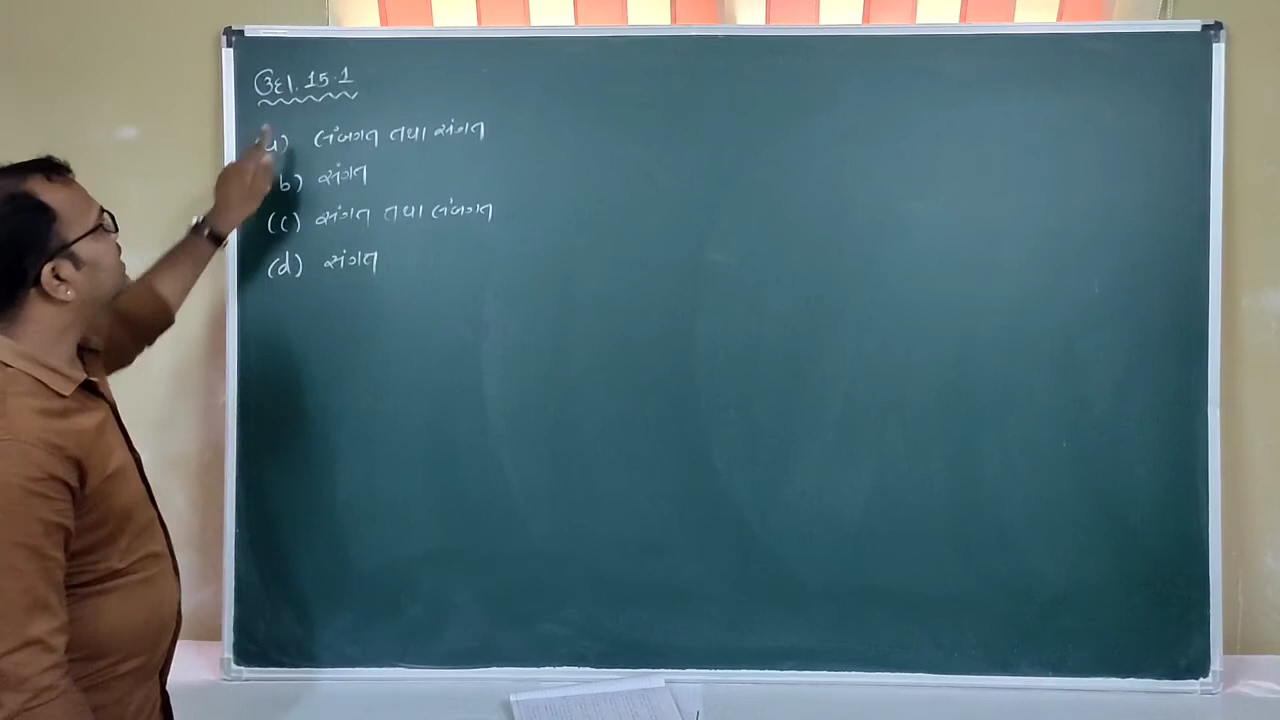 ઉદા. 15.1
(a) લંબગત તથા સંગત
(b) સંગત
(c) સંગત તથા લંબગત
(d) સંગત